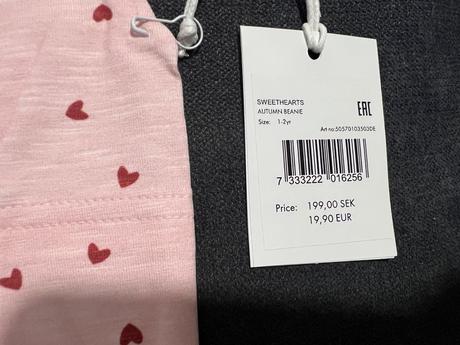 SWEETHEARTS
AUTUMN BEANIE
EAC
Size: 1-2yr
Art no:50570103503DE
7 333222 016256
Price: 199,00 SEK
19,90 EUR